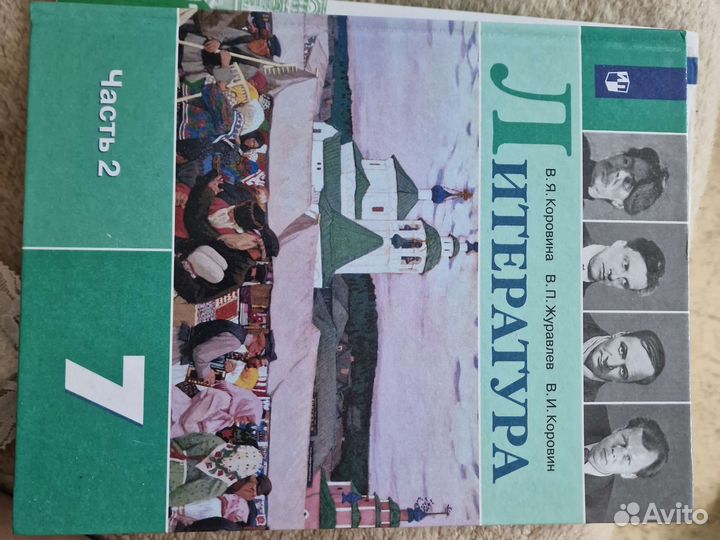 В. Я. Коровина В. П. Журавлев В. И. Коровин
ЛИТЕРАТУРА
Часть 2
7
Avito